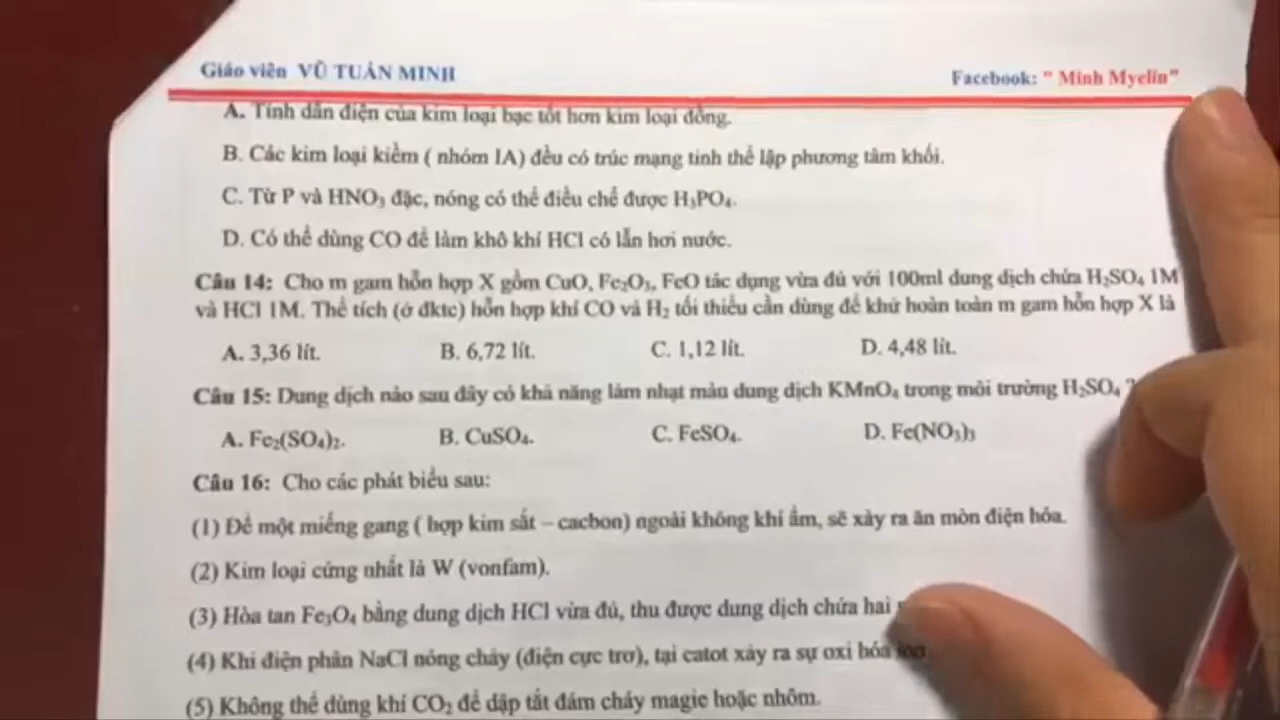 Giáo viên VŨ TUẤN MINH
Facebook: " Minh Myelin"
A. Tính dẫn điện của kim loại bạc tốt hơn kim loại đồng.
B. Các kim loại kiềm ( nhóm IA) đều có trúc mạng tinh thể lập phương tâm khối.
C. Từ P và HNO₃ đặc, nóng có thể điều chế được H₃PO₄.
D. Có thể dùng CO để làm khô khí HCl có lẫn hơi nước.
Câu 14: Cho m gam hỗn hợp X gồm CuO, Fe₂O₃, FeO tác dụng vừa đủ với 100ml dung dịch chứa H₂SO₄ 1M
và HCl 1M. Thể tích (ở đktc) hỗn hợp khí CO và H₂ tối thiểu cần dùng để khử hoàn toàn m gam hỗn hợp X là
A. 3,36 lít. B. 6,72 lít. C. 1,12 lít. D. 4,48 lít.
Câu 15: Dung dịch nào sau đây có khả năng làm nhạt màu dung dịch KMnO₄ trong môi trường H₂SO₄ ?
A. Fe₂(SO₄)₂. B. CuSO₄. C. FeSO₄. D. Fe(NO₃)₃
Câu 16: Cho các phát biểu sau:
(1) Để một miếng gang ( hợp kim sắt – cacbon) ngoài không khí ẩm, sẽ xảy ra ăn mòn điện hóa.
(2) Kim loại cứng nhất là W (vonfam).
(3) Hòa tan Fe₃O₄ bằng dung dịch HCl vừa đủ, thu được dung dịch chứa hai
(4) Khi điện phân NaCl nóng chảy (điện cực trơ), tại catot xảy ra sự oxi hóa
(5) Không thể dùng khí CO₂ để dập tắt đám cháy magie hoặc nhôm.